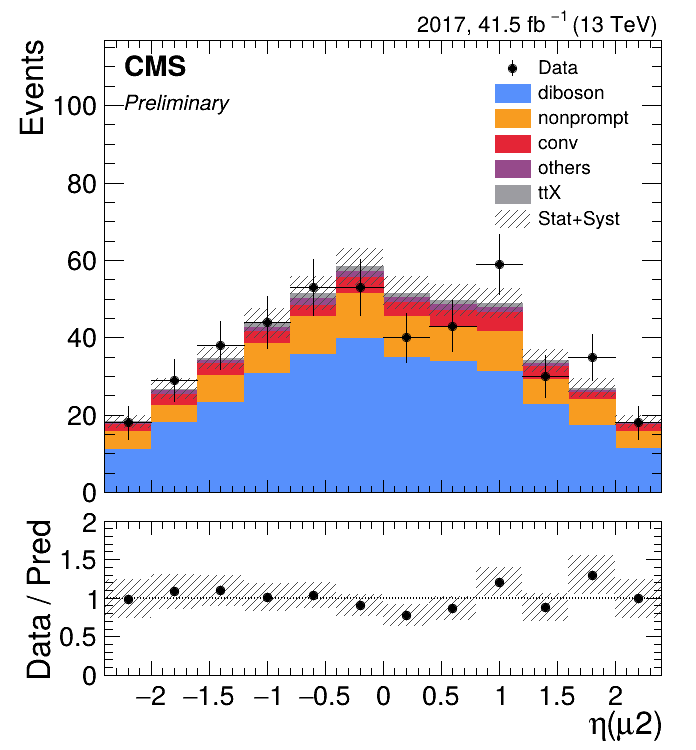 2017, 41.5 fb⁻¹ (13 TeV)
CMS
Preliminary
Events
100
80
60
40
20
0
Data
diboson
nonprompt
conv
others
ttX
Stat+Syst
Data / Pred
2
1.5
1
0.5
0
−2 −1.5 −1 −0.5 0 0.5 1 1.5 2
η(μ2)